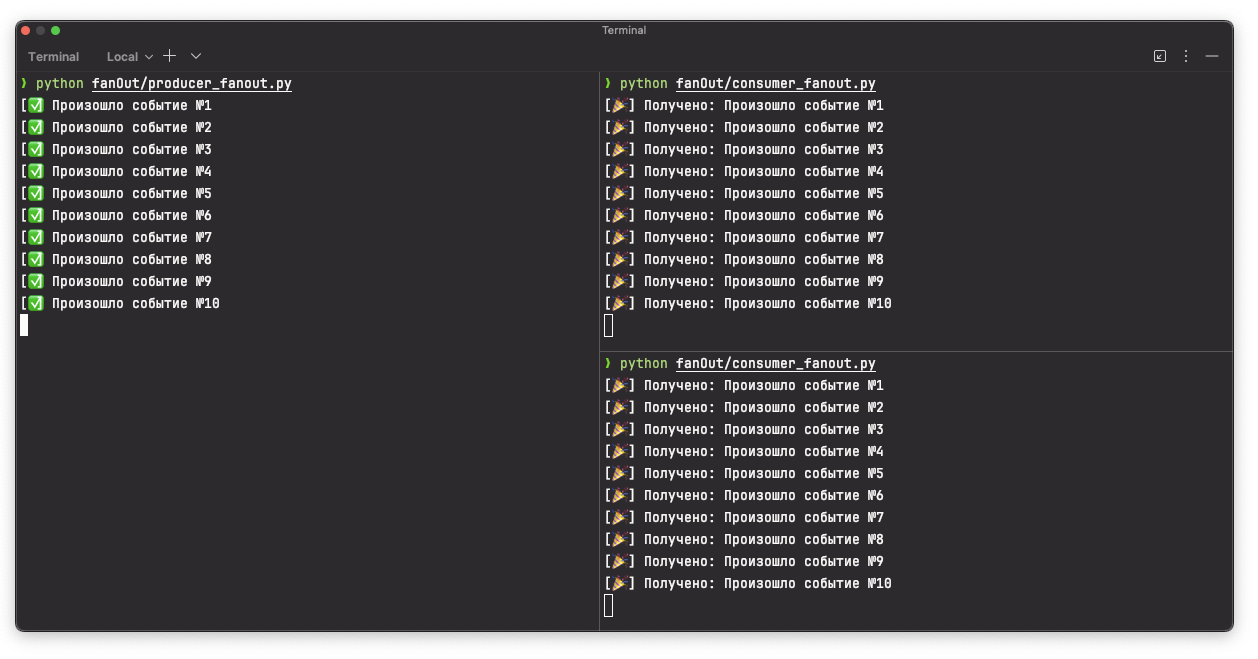 Terminal
Terminal Local
❯ python fanOut/producer_fanout.py
[✅] Произошло событие №1
[✅] Произошло событие №2
[✅] Произошло событие №3
[✅] Произошло событие №4
[✅] Произошло событие №5
[✅] Произошло событие №6
[✅] Произошло событие №7
[✅] Произошло событие №8
[✅] Произошло событие №9
[✅] Произошло событие №10
❯ python fanOut/consumer_fanout.py
[🎉] Получено: Произошло событие №1
[🎉] Получено: Произошло событие №2
[🎉] Получено: Произошло событие №3
[🎉] Получено: Произошло событие №4
[🎉] Получено: Произошло событие №5
[🎉] Получено: Произошло событие №6
[🎉] Получено: Произошло событие №7
[🎉] Получено: Произошло событие №8
[🎉] Получено: Произошло событие №9
[🎉] Получено: Произошло событие №10
❯ python fanOut/consumer_fanout.py
[🎉] Получено: Произошло событие №1
[🎉] Получено: Произошло событие №2
[🎉] Получено: Произошло событие №3
[🎉] Получено: Произошло событие №4
[🎉] Получено: Произошло событие №5
[🎉] Получено: Произошло событие №6
[🎉] Получено: Произошло событие №7
[🎉] Получено: Произошло событие №8
[🎉] Получено: Произошло событие №9
[🎉] Получено: Произошло событие №10